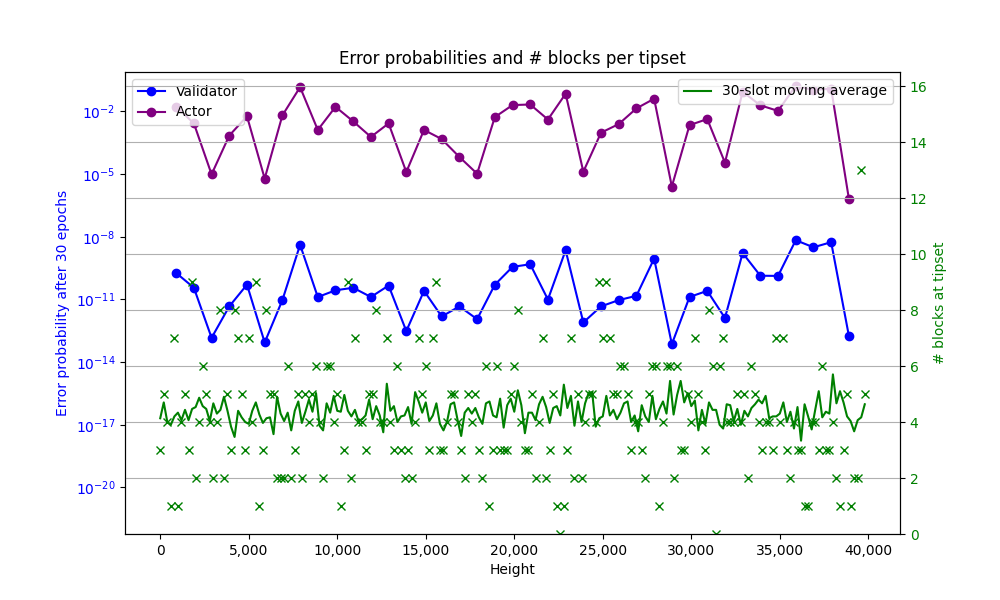 Error probabilities and # blocks per tipset
Validator
Actor
30-slot moving average
Error probability after 30 epochs
10⁻²
10⁻⁵
10⁻⁸
10⁻¹¹
10⁻¹⁴
10⁻¹⁷
10⁻²⁰
16
14
12
10
8
6
4
2
0
# blocks at tipset
0 5,000 10,000 15,000 20,000 25,000 30,000 35,000 40,000
Height